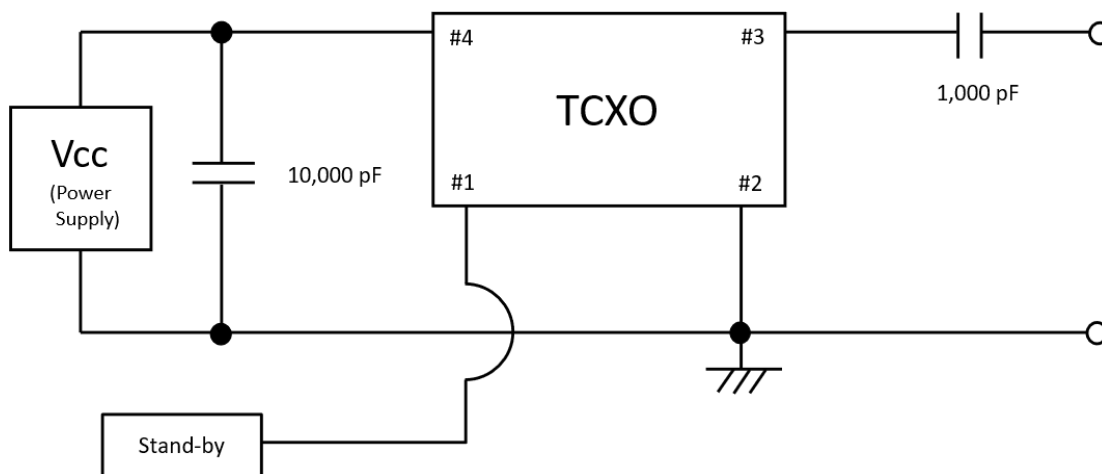 #4
#3
TCXO
1,000 pF
Vcc
(Power
Supply)
10,000 pF
#1
#2
Stand-by